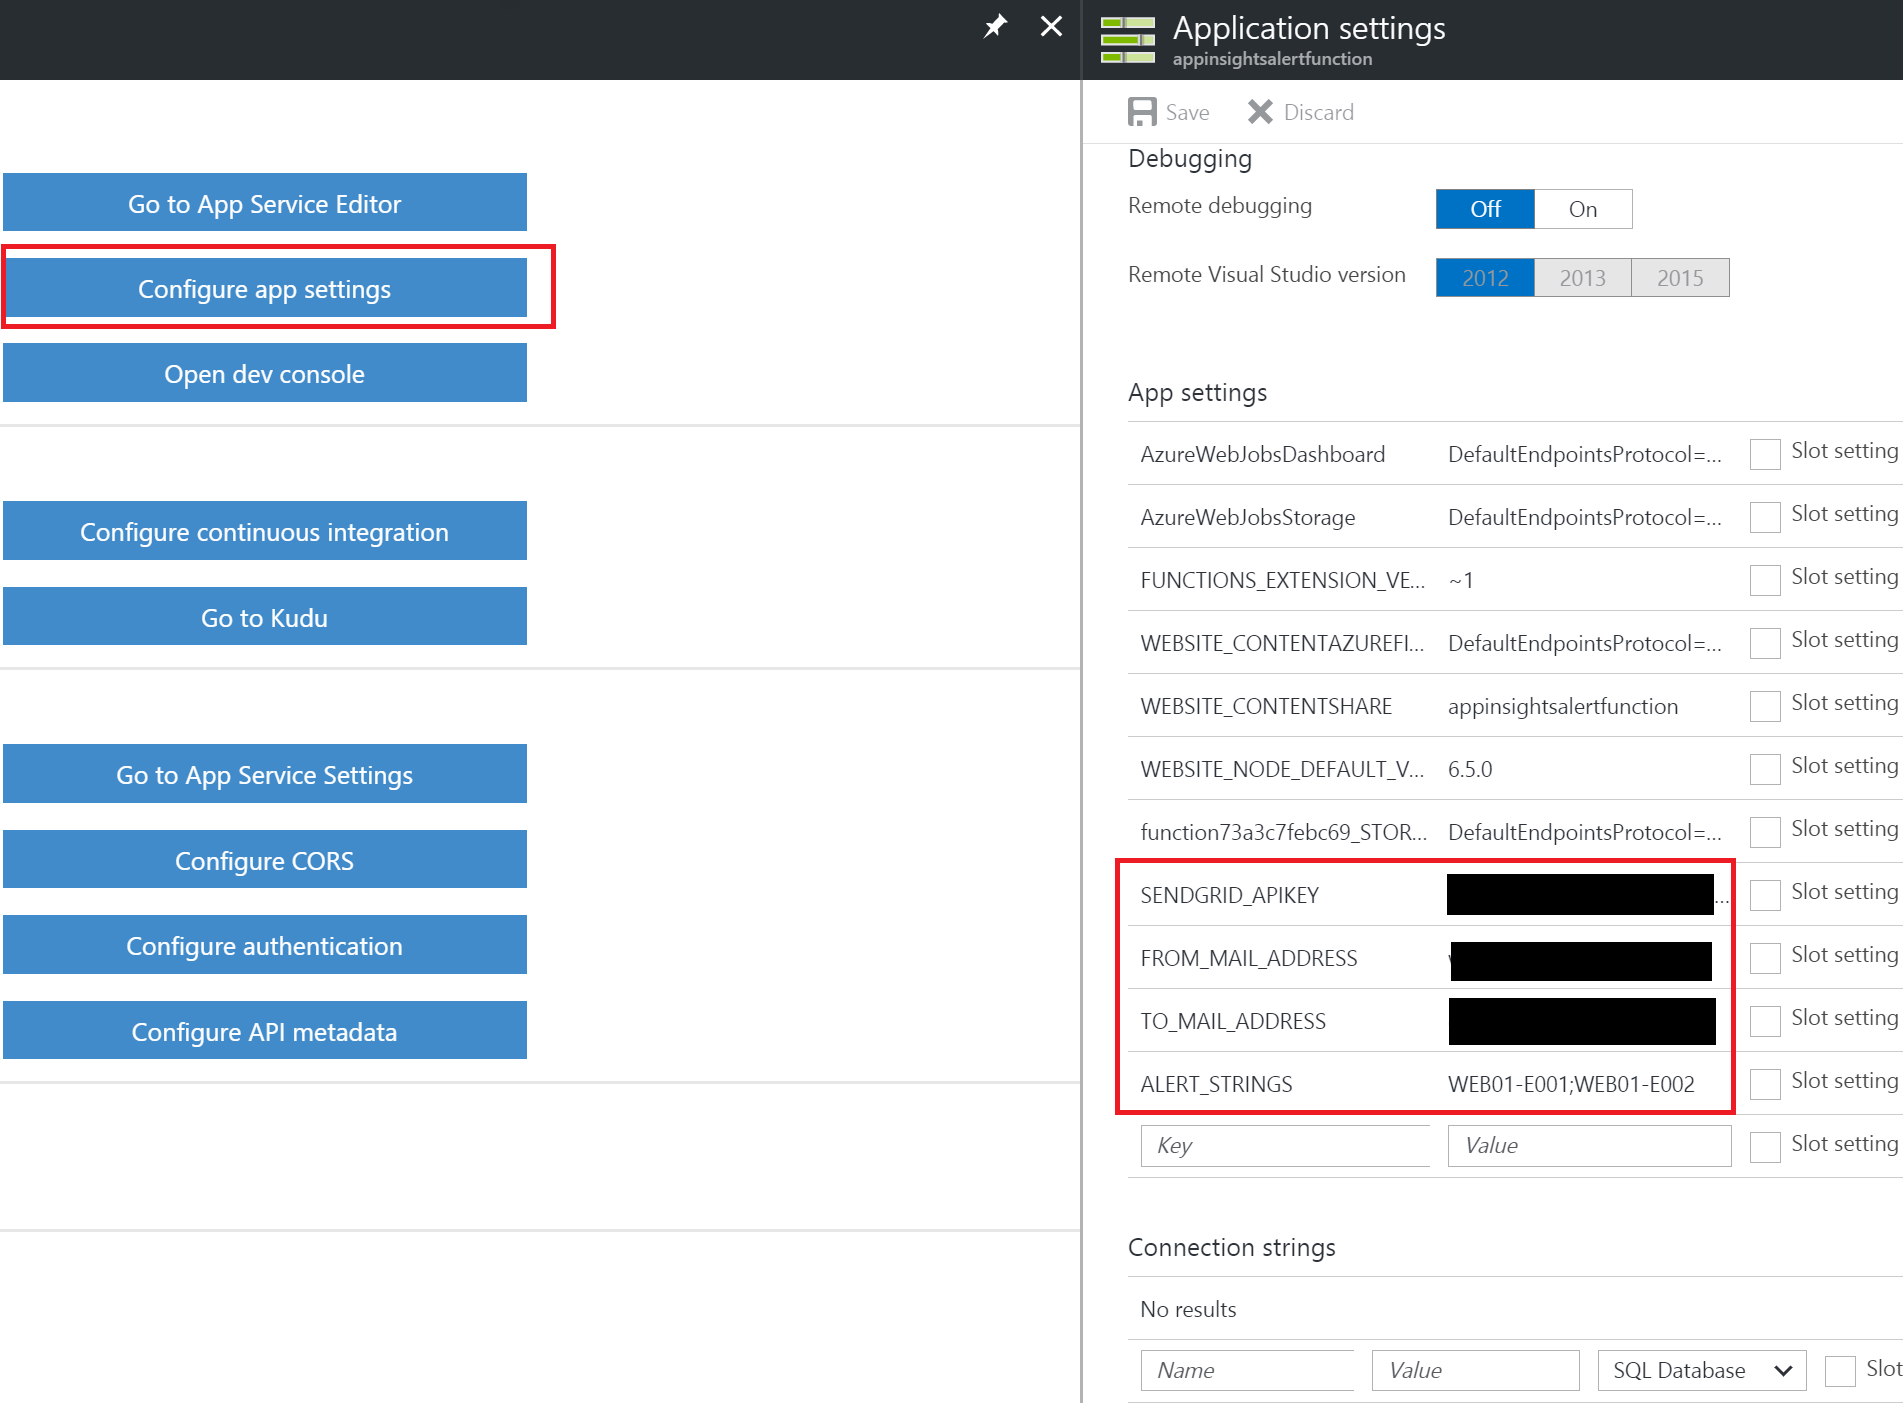 Application settings
appinsightsalertfunction
Save
Discard
Debugging
Go to App Service Editor
Configure app settings
Open dev console
Configure continuous integration
Go to Kudu
Go to App Service Settings
Configure CORS
Configure authentication
Configure API metadata
Remote debugging Off On
Remote Visual Studio version 2012 2013 2015
App settings
AzureWebJobsDashboard DefaultEndpointsProtocol=... Slot setting
AzureWebJobsStorage DefaultEndpointsProtocol=... Slot setting
FUNCTIONS_EXTENSION_VE... ~1 Slot setting
WEBSITE_CONTENTAZUREFI... DefaultEndpointsProtocol=... Slot setting
WEBSITE_CONTENTSHARE appinsightsalertfunction Slot setting
WEBSITE_NODE_DEFAULT_V... 6.5.0 Slot setting
function73a3c7febc69_STOR... DefaultEndpointsProtocol=... Slot setting
SENDGRID_APIKEY ... Slot setting
FROM_MAIL_ADDRESS Slot setting
TO_MAIL_ADDRESS Slot setting
ALERT_STRINGS WEB01-E001;WEB01-E002 Slot setting
Key Value Slot setting
Connection strings
No results
Name Value SQL Database Slot